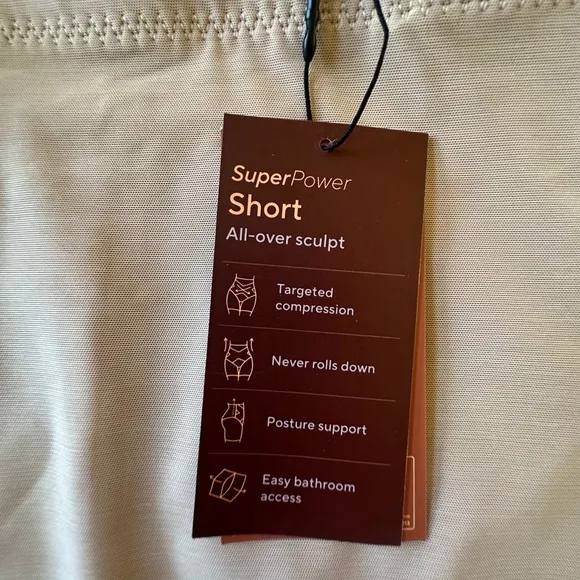 SuperPower
Short
All-over sculpt
Targeted
compression
Never rolls down
Posture support
Easy bathroom
access